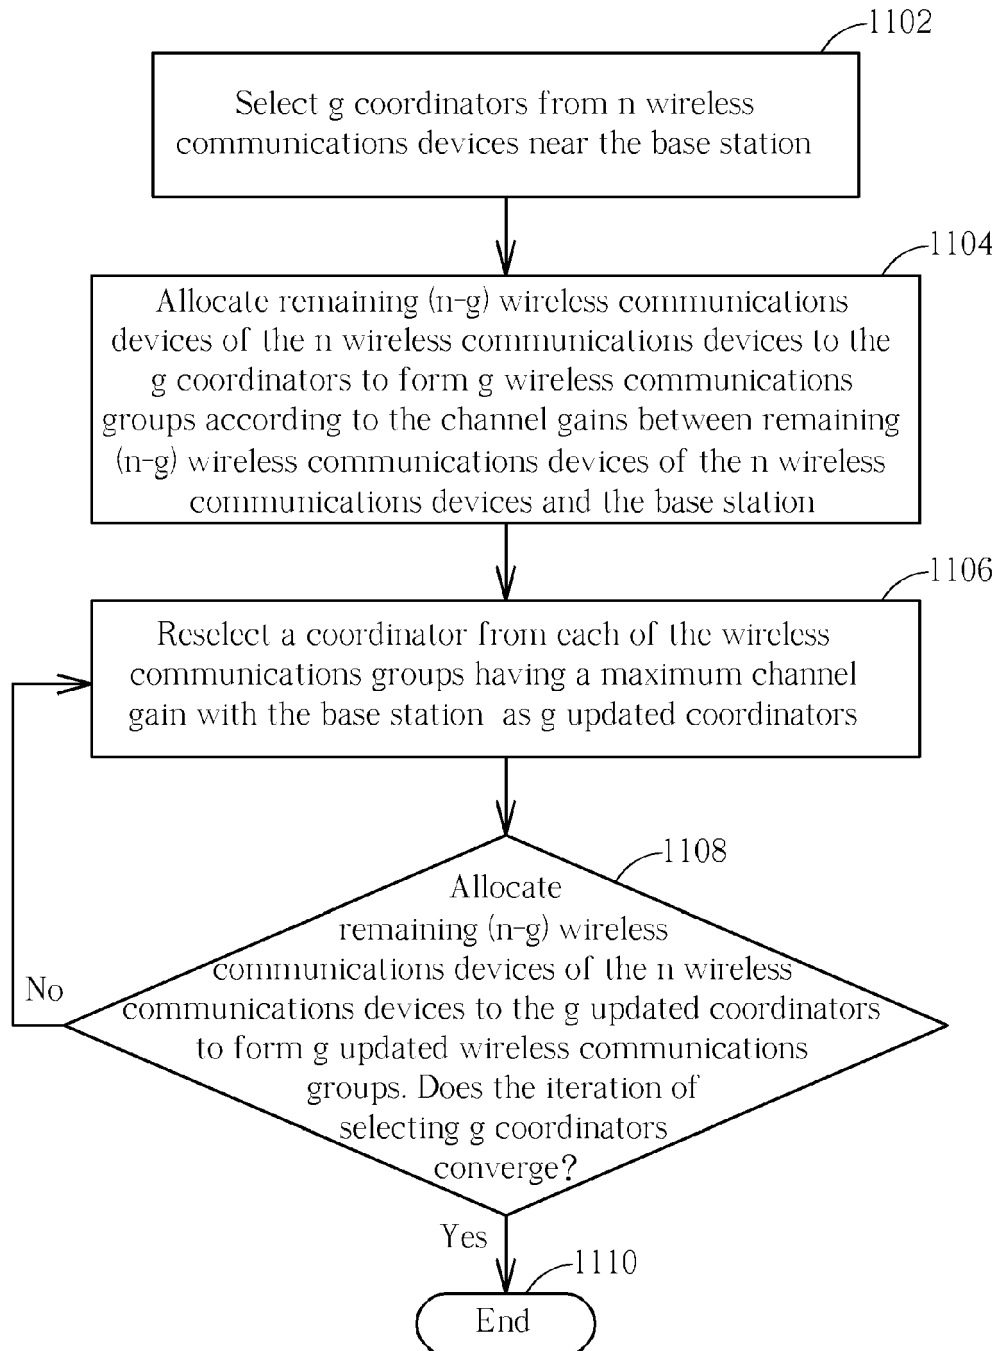 1102
Select g coordinators from n wireless
communications devices near the base station
1104
Allocate remaining (n-g) wireless communications
devices of the n wireless communications devices to the
g coordinators to form g wireless communications
groups according to the channel gains between remaining
(n-g) wireless communications devices of the n wireless
communications devices and the base station
1106
Reselect a coordinator from each of the wireless
communications groups having a maximum channel
gain with the base station as g updated coordinators
1108
Allocate
remaining (n-g) wireless
communications devices of the n wireless
communications devices to the g updated coordinators
to form g updated wireless communications
groups. Does the iteration of
selecting g coordinators
converge?
No
Yes
1110
End